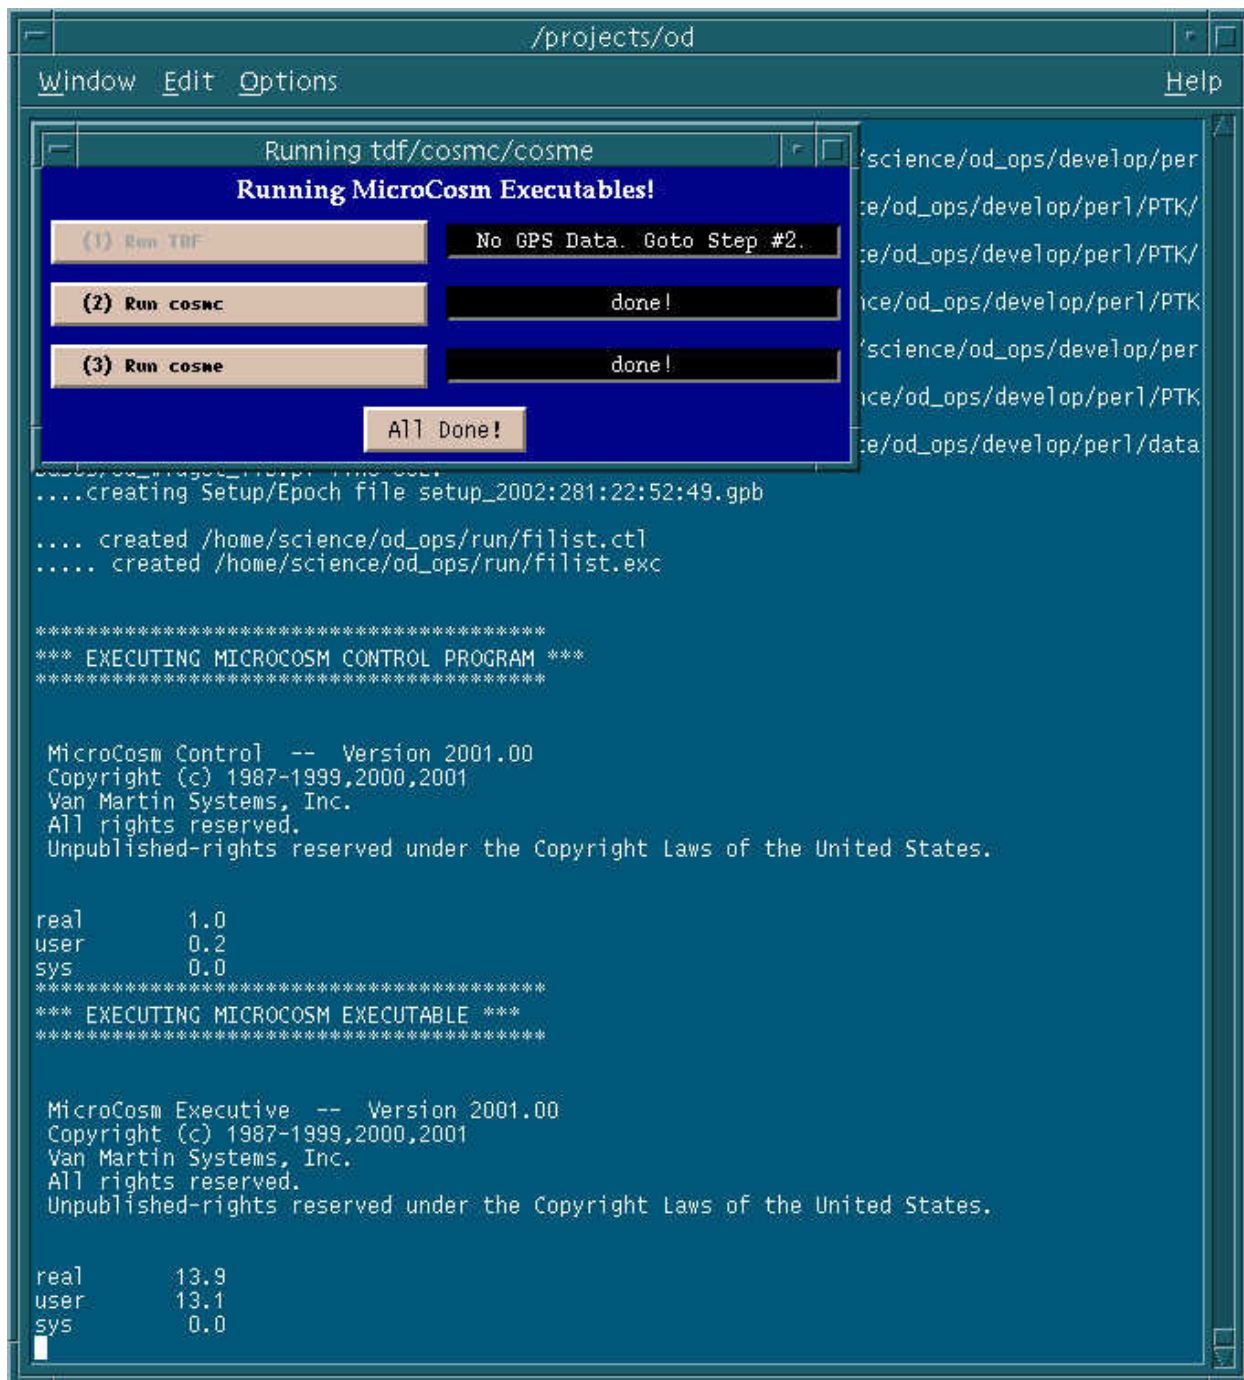 /projects/od
Window Edit Options Help
Running tdf/cosmc/cosme
Running MicroCosm Executables!
(1) Run TDF No GPS Data. Goto Step #2.
(2) Run cosmc done!
(3) Run cosme done!
All Done!
/science/od_ops/develop/per
ce/od_ops/develop/perl/PTK/
ce/od_ops/develop/perl/PTK/
nce/od_ops/develop/perl/PTK
/science/od_ops/develop/per
nce/od_ops/develop/perl/PTK
ce/od_ops/develop/perl/data
....creating Setup/Epoch file setup_2002:281:22:52:49.gpb
.... created /home/science/od_ops/run/filist.ctl
..... created /home/science/od_ops/run/filist.exc
****************************************
*** EXECUTING MICROCOSM CONTROL PROGRAM ***
****************************************
MicroCosm Control -- Version 2001.00
Copyright (c) 1987-1999,2000,2001
Van Martin Systems, Inc.
All rights reserved.
Unpublished-rights reserved under the Copyright Laws of the United States.
real 1.0
user 0.2
sys 0.0
****************************************
*** EXECUTING MICROCOSM EXECUTABLE ***
****************************************
MicroCosm Executive -- Version 2001.00
Copyright (c) 1987-1999,2000,2001
Van Martin Systems, Inc.
All rights reserved.
Unpublished-rights reserved under the Copyright Laws of the United States.
real 13.9
user 13.1
sys 0.0